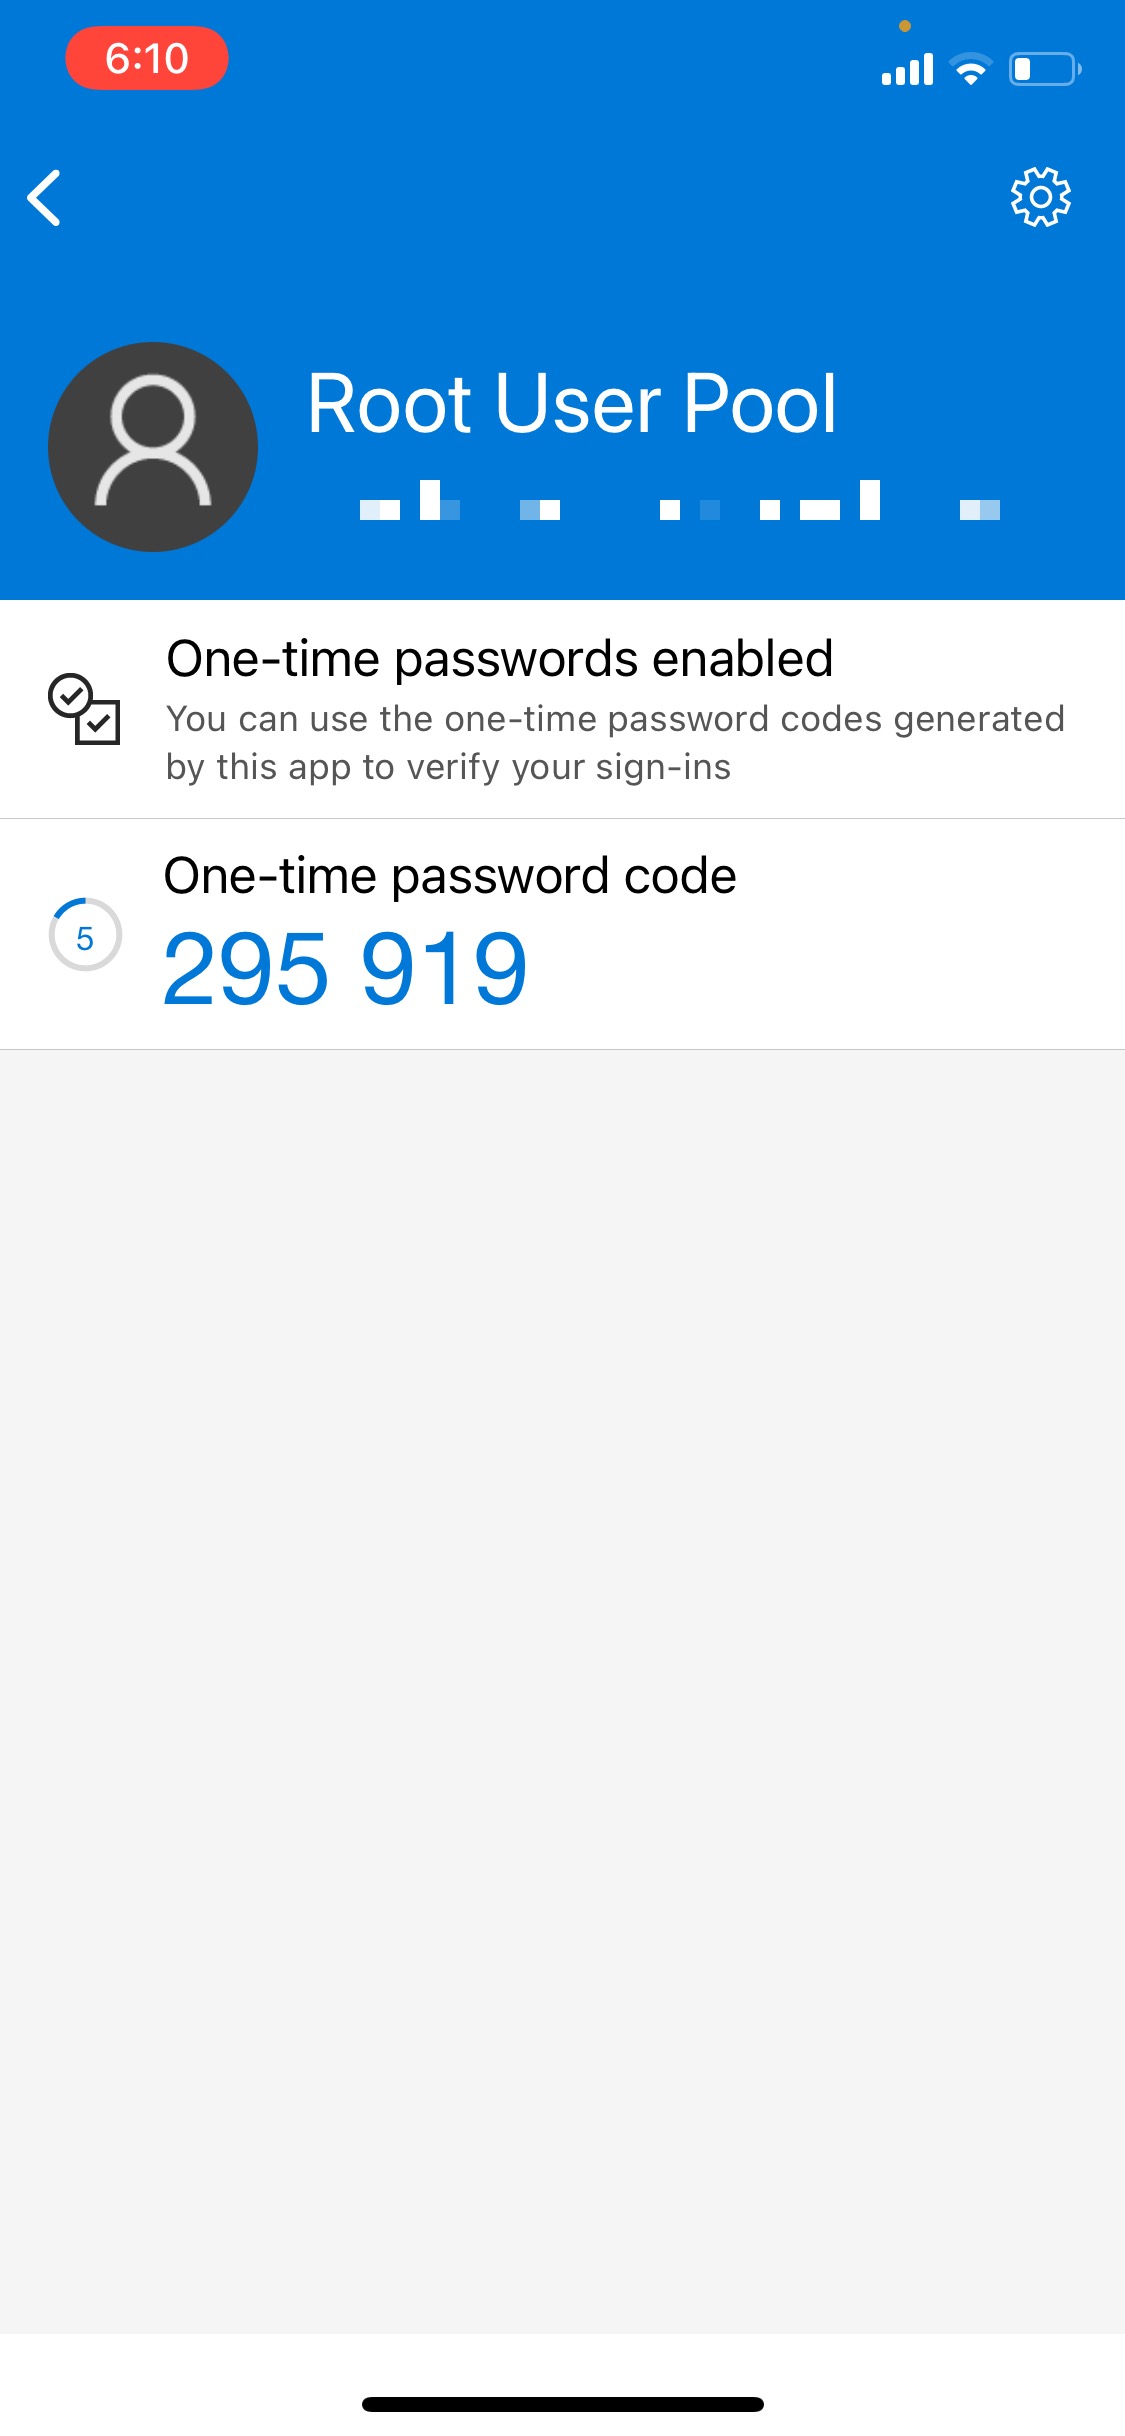 6:10
Root User Pool
One-time passwords enabled
You can use the one-time password codes generated
by this app to verify your sign-ins
One-time password code
5
295 919